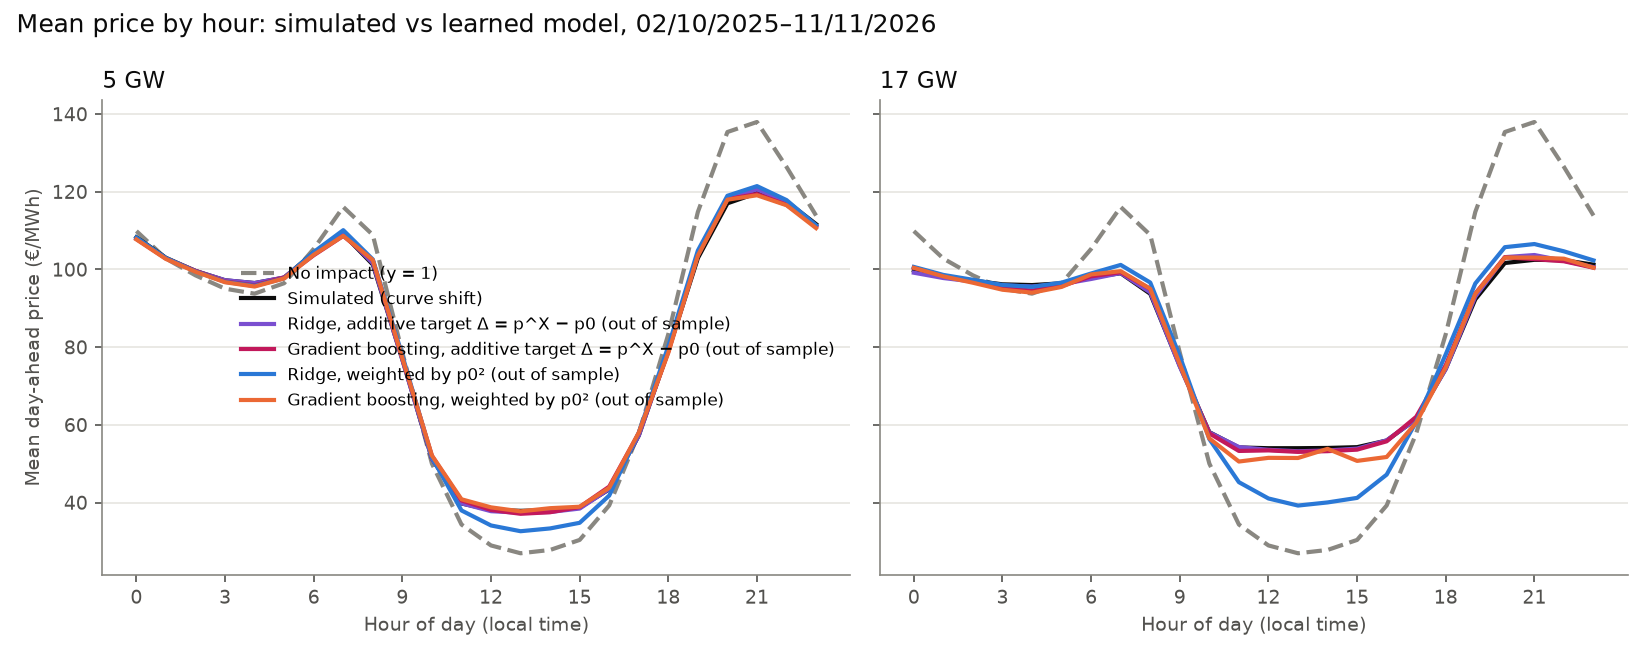 Mean price by hour: simulated vs learned model, 02/10/2025–11/11/2026
5 GW
17 GW
Mean day-ahead price (€/MWh)
140
120
100
80
60
40
No impact (y = 1)
Simulated (curve shift)
Ridge, additive target Δ = p^X − p0 (out of sample)
Gradient boosting, additive target Δ = p^X − p0 (out of sample)
Ridge, weighted by p0² (out of sample)
Gradient boosting, weighted by p0² (out of sample)
0 3 6 9 12 15 18 21
Hour of day (local time)
0 3 6 9 12 15 18 21
Hour of day (local time)